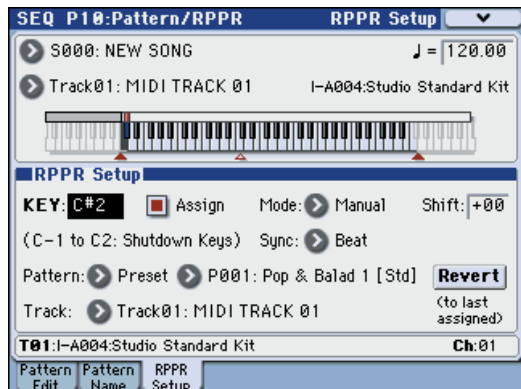 SEQ P10:Pattern/RPPR RPPR Setup
S000: NEW SONG ♩= 120.00
Track01: MIDI TRACK 01 I-A004:Studio Standard Kit
RPPR Setup
KEY: C#2 Assign Mode: Manual Shift: +00
(C-1 to C2: Shutdown Keys) Sync: Beat
Pattern: Preset P001: Pop & Balad 1 [Std] Revert
Track: Track01: MIDI TRACK 01 (to last
assigned)
T01:I-A004:Studio Standard Kit Ch:01
Pattern Pattern RPPR
Edit Name Setup